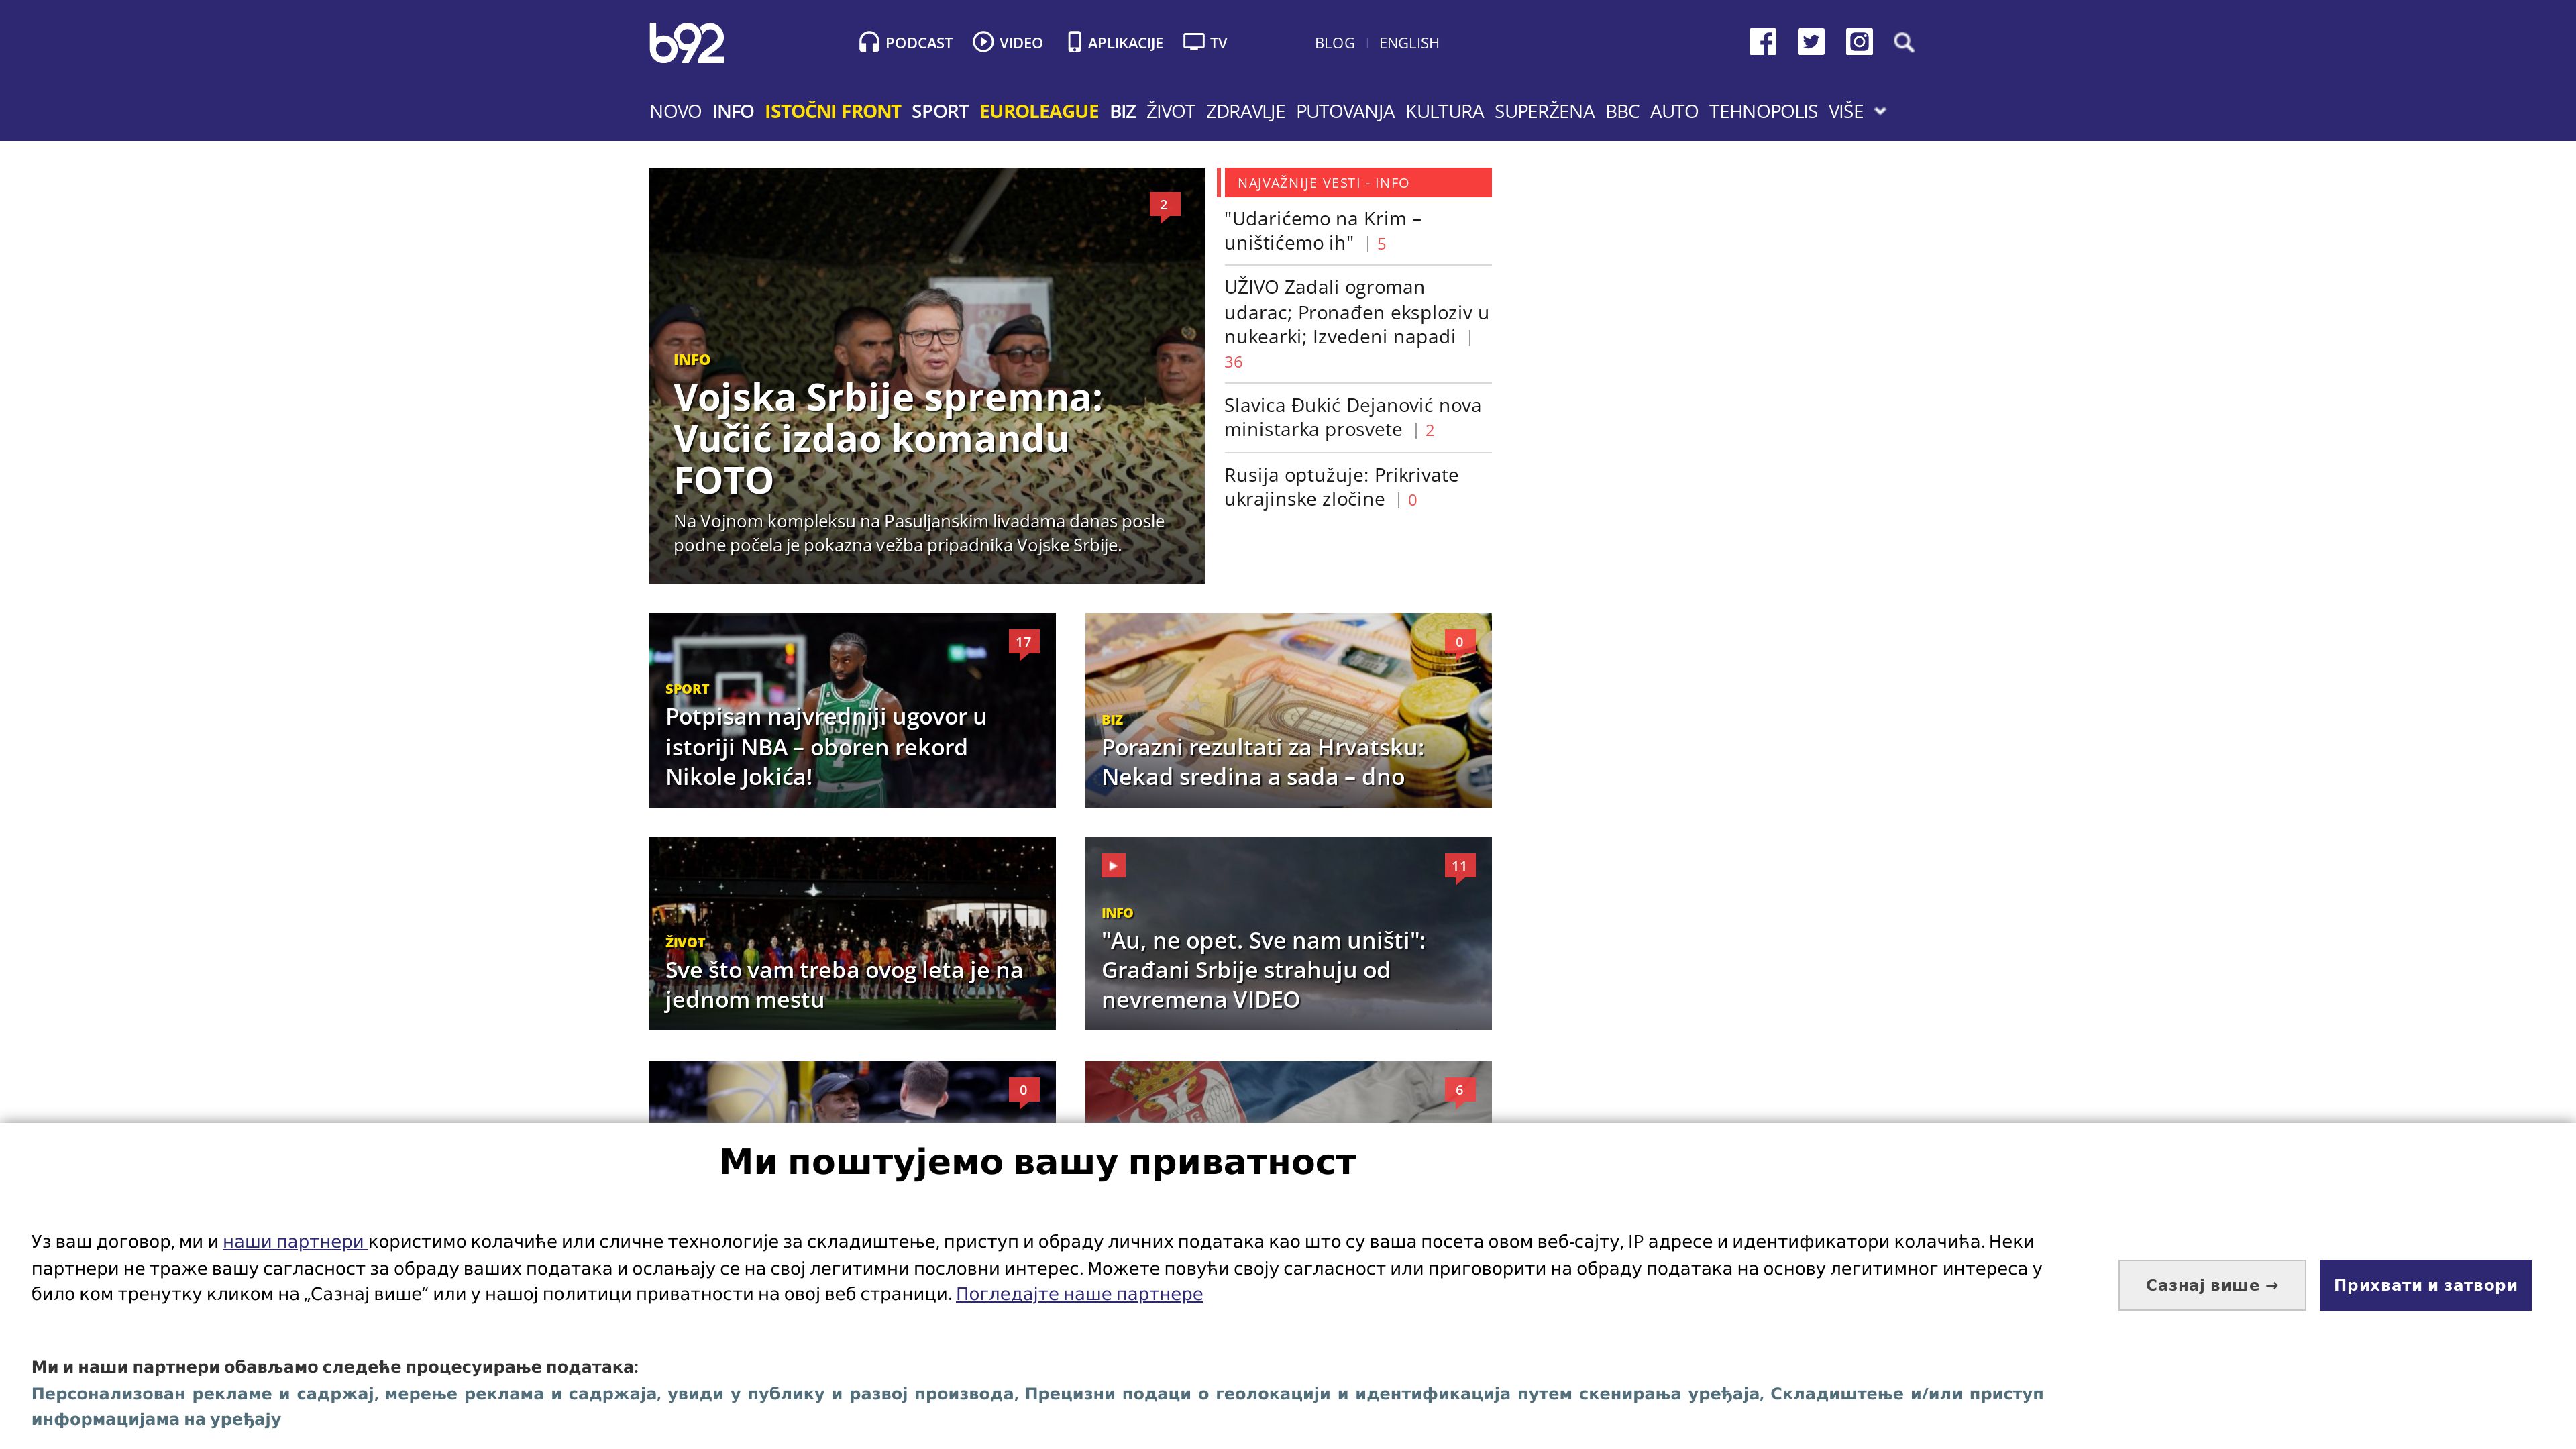 b92
PODCAST VIDEO APLIKACIJE TV BLOG ENGLISH
NOVO INFO ISTOČNI FRONT SPORT EUROLEAGUE BIZ ŽIVOT ZDRAVLJE PUTOVANJA KULTURA SUPERŽENA BBC AUTO TEHNOPOLIS VIŠE
2
INFO
Vojska Srbije spremna:
Vučić izdao komandu
FOTO
Na Vojnom kompleksu na Pasuljanskim livadama danas posle
podne počela je pokazna vežba pripadnika Vojske Srbije.
NAJVAŽNIJE VESTI - INFO
"Udarićemo na Krim –
uništićemo ih" | 5
UŽIVO Zadali ogroman
udarac; Pronađen eksploziv u
nukearki; Izvedeni napadi |
36
Slavica Đukić Dejanović nova
ministarka prosvete | 2
Rusija optužuje: Prikrivate
ukrajinske zločine | 0
17
SPORT
Potpisan najvredniji ugovor u
istoriji NBA – oboren rekord
Nikole Jokića!
0
BIZ
Porazni rezultati za Hrvatsku:
Nekad sredina a sada – dno
ŽIVOT
Sve što vam treba ovog leta je na
jednom mestu
11
INFO
"Au, ne opet. Sve nam uništi":
Građani Srbije strahuju od
nevremena VIDEO
0
6
Ми поштујемо вашу приватност
Уз ваш договор, ми и наши партнери користимо колачиће или сличне технологије за складиштење, приступ и обраду личних података као што су ваша посета овом веб-сајту, IP адресе и идентификатори колачића. Неки
партнери не траже вашу сагласност за обраду ваших података и ослањају се на свој легитимни пословни интерес. Можете повући своју сагласност или приговорити на обраду података на основу легитимног интереса у
било ком тренутку кликом на „Сазнај више“ или у нашој политици приватности на овој веб страници. Погледајте наше партнере
Сазнај више → Прихвати и затвори
Ми и наши партнери обављамо следеће процесуирање података:
Персонализован рекламе и садржај, мерење реклама и садржаја, увиди у публику и развој производа, Прецизни подаци о геолокацији и идентификација путем скенирања уређаја, Складиштење и/или приступ
информацијама на уређају